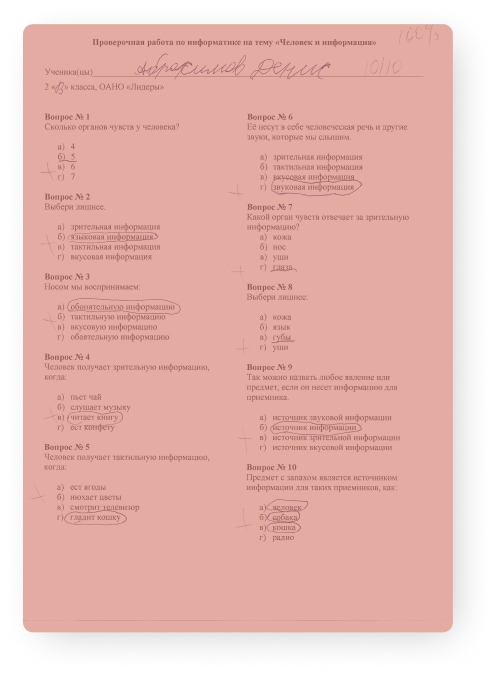 Проверочная работа по информатике на тему «Человек и информация»
100%
Ученика(цы) Абрахимов Денис 10/10
2 «В» класса, ОАНО «Лидеры»
Вопрос № 1
Сколько органов чувств у человека?
а) 4
б) 5
в) 6
г) 7
Вопрос № 2
Выбери лишнее.
а) зрительная информация
б) языковая информация
в) тактильная информация
г) вкусовая информация
Вопрос № 3
Носом мы воспринимаем:
а) обонятельную информацию
б) тактильную информацию
в) вкусовую информацию
г) обаятельную информацию
Вопрос № 4
Человек получает зрительную информацию,
когда:
а) пьет чай
б) слушает музыку
в) читает книгу
г) ест конфету
Вопрос № 5
Человек получает тактильную информацию,
когда:
а) ест ягоды
б) нюхает цветы
в) смотрит телевизор
г) гладит кошку
Вопрос № 6
Её несут в себе человеческая речь и другие
звуки, которые мы слышим.
а) зрительная информация
б) тактильная информация
в) вкусовая информация
г) звуковая информация
Вопрос № 7
Какой орган чувств отвечает за зрительную
информацию?
а) кожа
б) нос
в) уши
г) глаза
Вопрос № 8
Выбери лишнее:
а) кожа
б) язык
в) губы
г) уши
Вопрос № 9
Так можно назвать любое явление или
предмет, если он несет информацию для
приемника.
а) источник звуковой информации
б) источник информации
в) источник зрительной информации
г) источник вкусовой информации
Вопрос № 10
Предмет с запахом является источником
информации для таких приемников, как:
а) человек
б) собака
в) кошка
г) радио